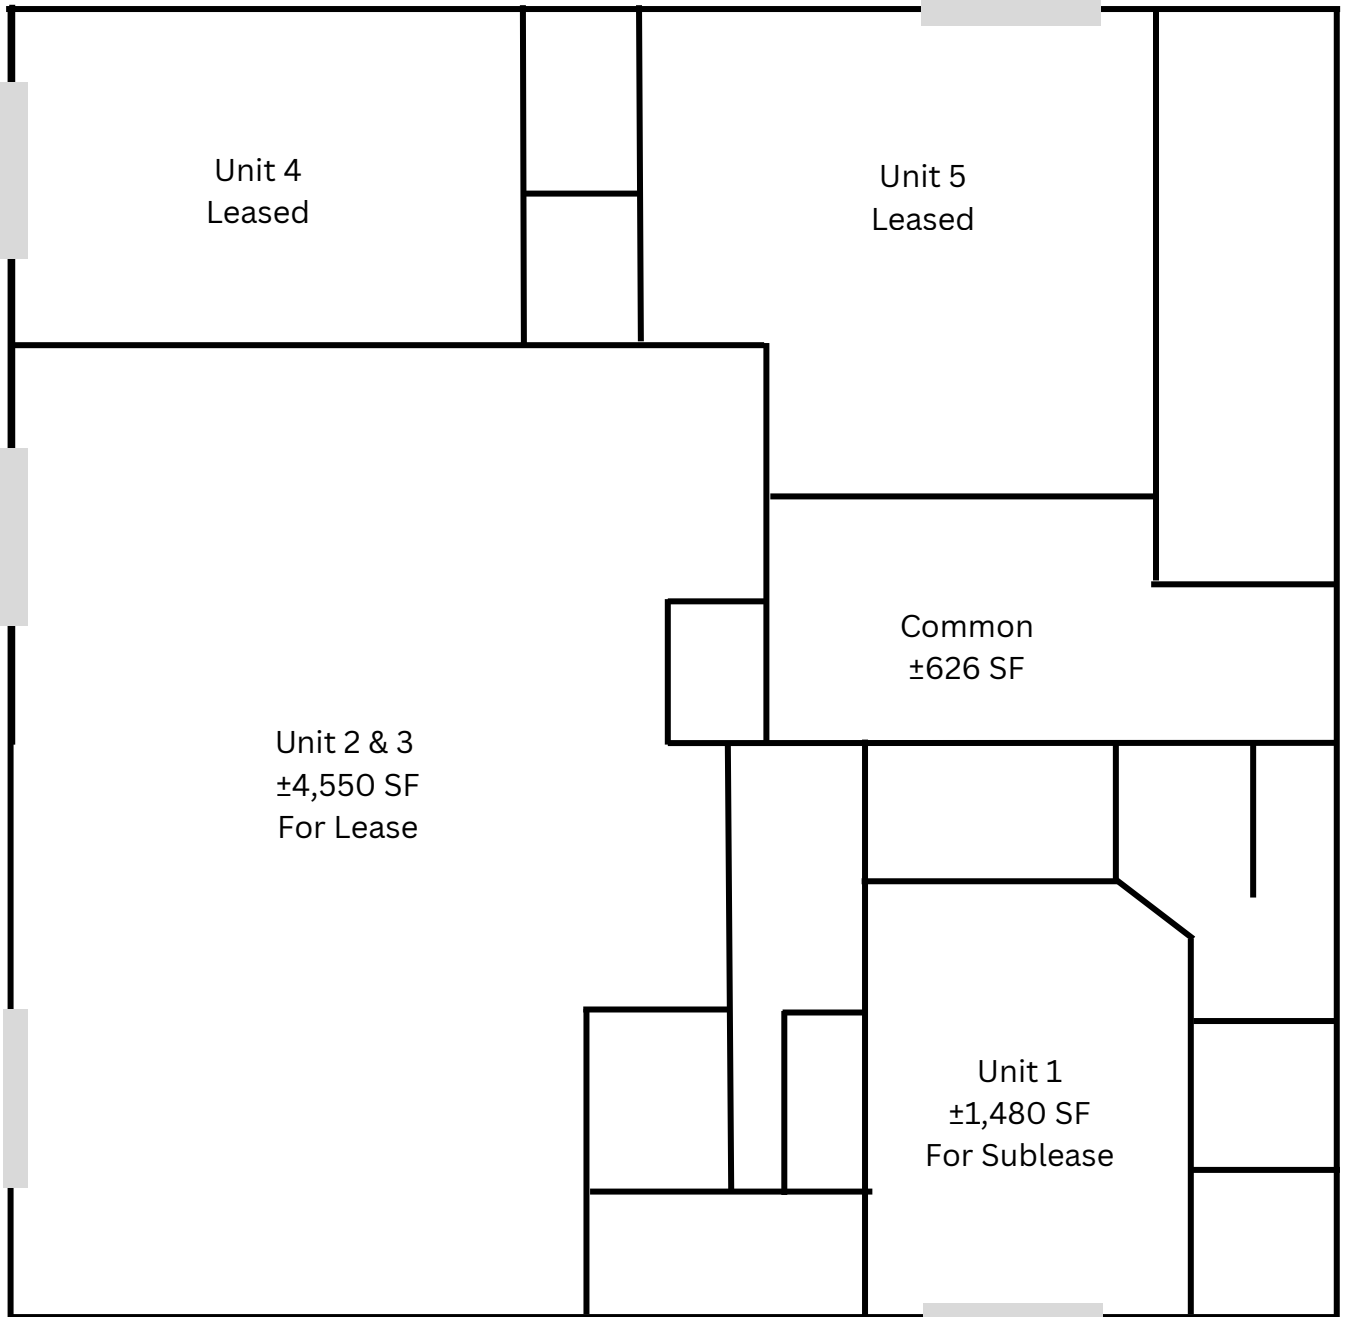 Unit 4
Leased
Unit 5
Leased
Common
±626 SF
Unit 2 & 3
±4,550 SF
For Lease
Unit 1
±1,480 SF
For Sublease